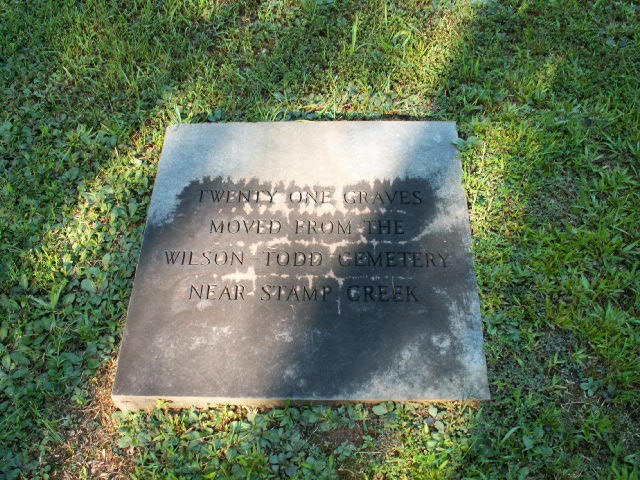 TWENTY ONE GRAVES
MOVED FROM THE
WILSON TODD CEMETERY
NEAR STAMP CREEK